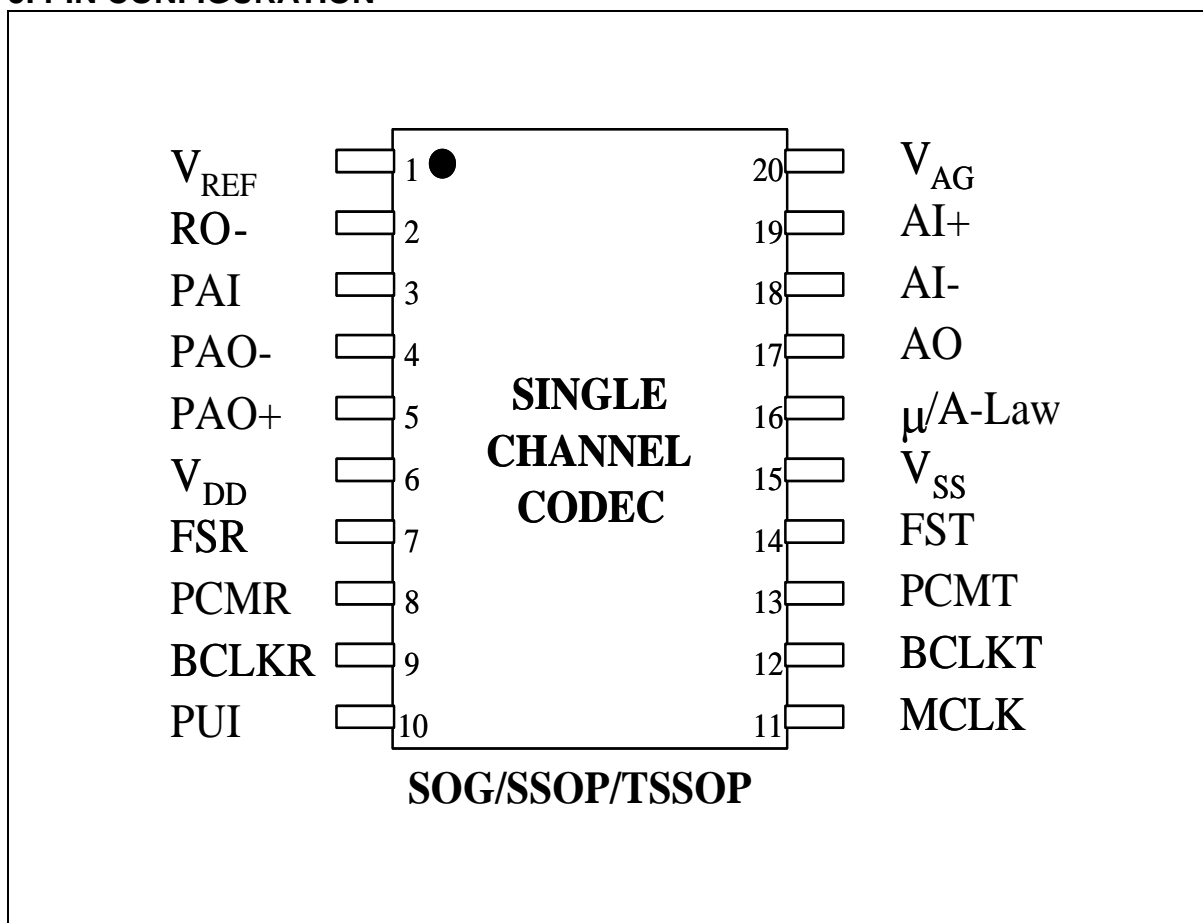 V_REF 1 20 V_AG
RO- 2 19 AI+
PAI 3 18 AI-
PAO- 4 17 AO
PAO+ 5 16 μ/A-Law
V_DD 6 15 V_SS
FSR 7 14 FST
PCMR 8 13 PCMT
BCLKR 9 12 BCLKT
PUI 10 11 MCLK
SINGLE
CHANNEL
CODEC
SOG/SSOP/TSSOP